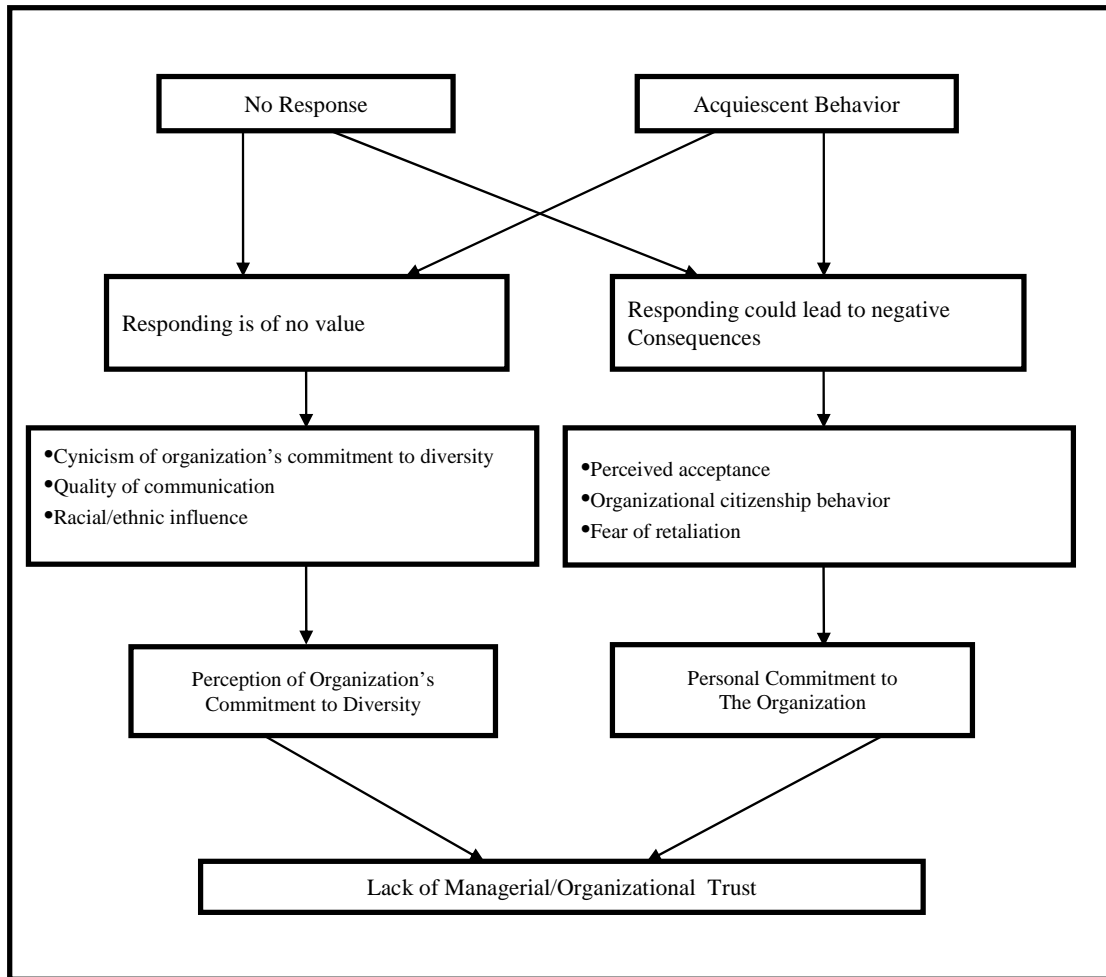 No Response
Acquiescent Behavior
Responding is of no value
Responding could lead to negative
Consequences
•Cynicism of organization’s commitment to diversity
•Quality of communication
•Racial/ethnic influence
•Perceived acceptance
•Organizational citizenship behavior
•Fear of retaliation
Perception of Organization’s
Commitment to Diversity
Personal Commitment to
The Organization
Lack of Managerial/Organizational Trust